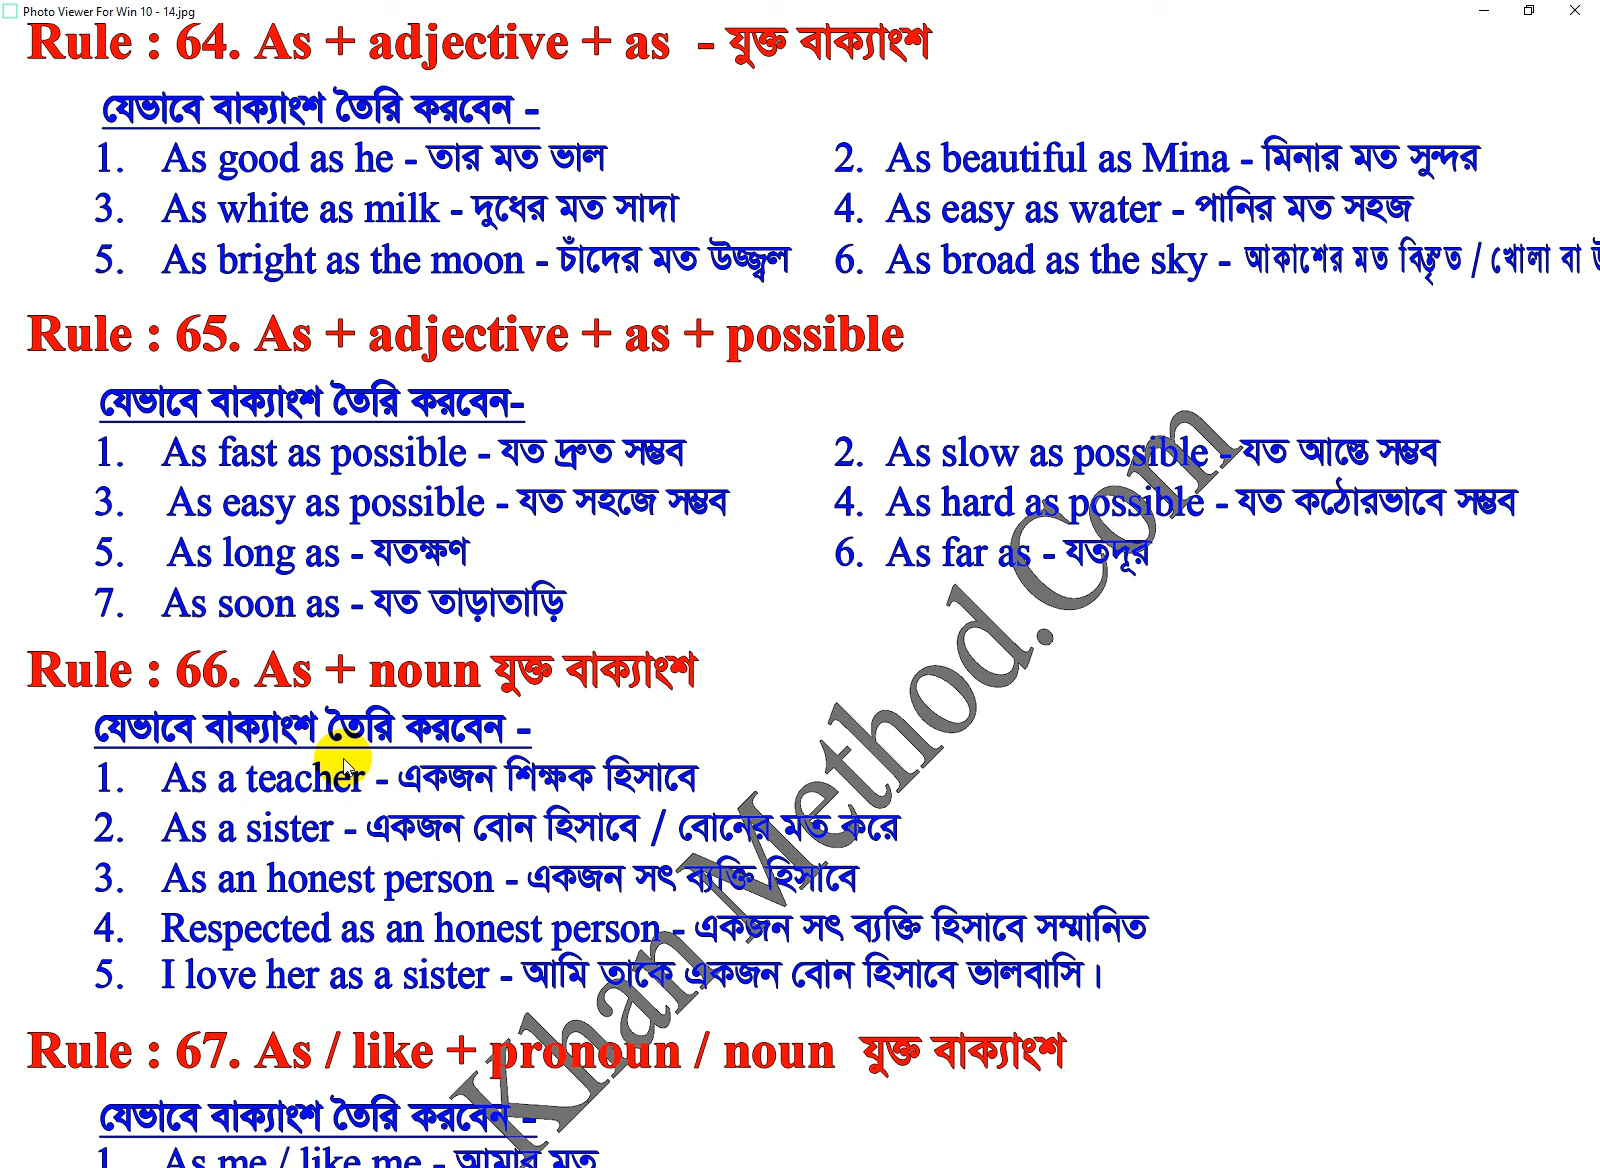 Photo Viewer For Win 10 - 14.jpg
Rule : 64. As + adjective + as - যুক্ত বাক্যাংশ
যেভাবে বাক্যাংশ তৈরি করবেন -
1. As good as he - তার মত ভাল 2. As beautiful as Mina - মিনার মত সুন্দর
3. As white as milk - দুধের মত সাদা 4. As easy as water - পানির মত সহজ
5. As bright as the moon - চাঁদের মত উজ্জ্বল 6. As broad as the sky - আকাশের মত বিস্তৃত / খোলা বা
Rule : 65. As + adjective + as + possible
যেভাবে বাক্যাংশ তৈরি করবেন-
1. As fast as possible - যত দ্রুত সম্ভব 2. As slow as possible - যত আস্তে সম্ভব
3. As easy as possible - যত সহজে সম্ভব 4. As hard as possible - যত কঠোরভাবে সম্ভব
5. As long as - যতক্ষণ 6. As far as - যতদূর
7. As soon as - যত তাড়াতাড়ি
Rule : 66. As + noun যুক্ত বাক্যাংশ
যেভাবে বাক্যাংশ তৈরি করবেন -
1. As a teacher - একজন শিক্ষক হিসাবে
2. As a sister - একজন বোন হিসাবে / বোনের মত করে
3. As an honest person - একজন সৎ ব্যক্তি হিসাবে
4. Respected as an honest person - একজন সৎ ব্যক্তি হিসাবে সম্মানিত
5. I love her as a sister - আমি তাকে একজন বোন হিসাবে ভালবাসি।
Rule : 67. As / like + pronoun / noun যুক্ত বাক্যাংশ
যেভাবে বাক্যাংশ তৈরি করবেন -
1. As me / like me - আমার মত
Khan Method.Com